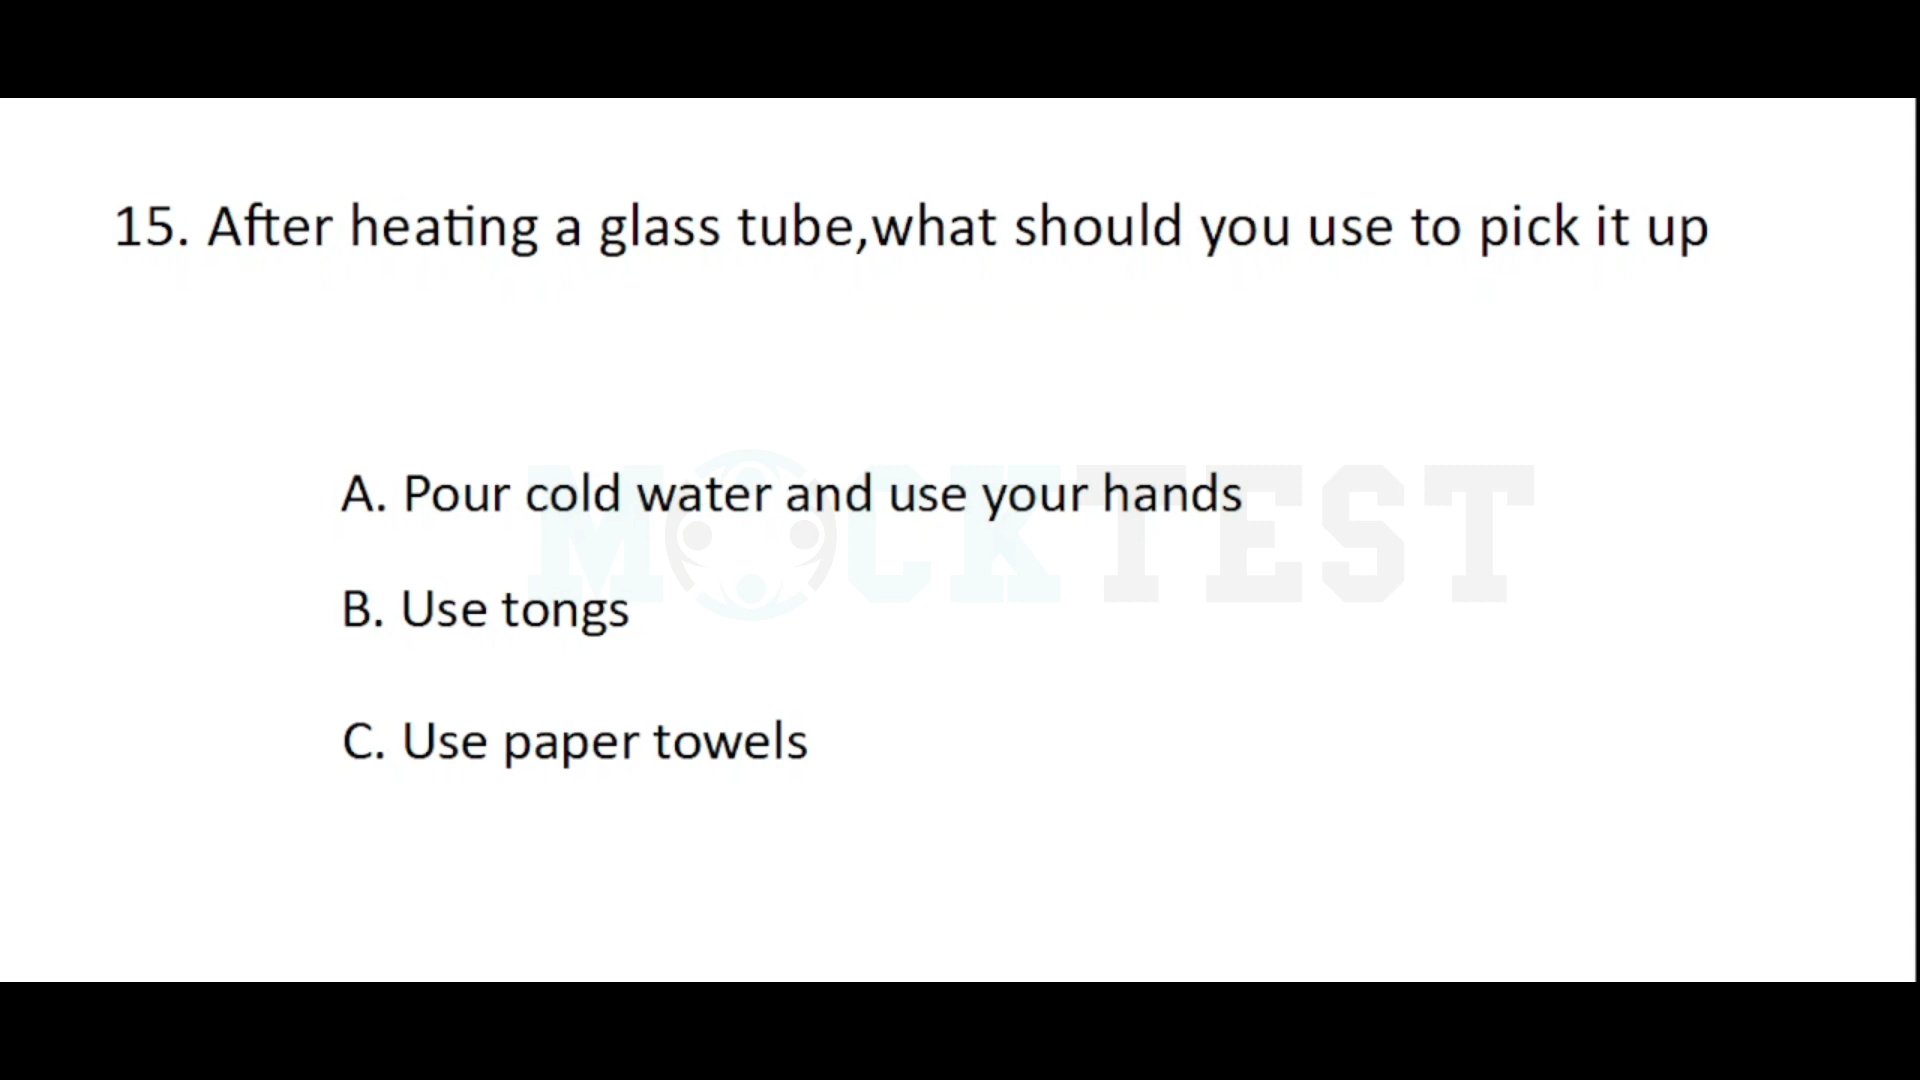 15. After heating a glass tube,what should you use to pick it up
MOCKTEST
A. Pour cold water and use your hands
B. Use tongs
C. Use paper towels